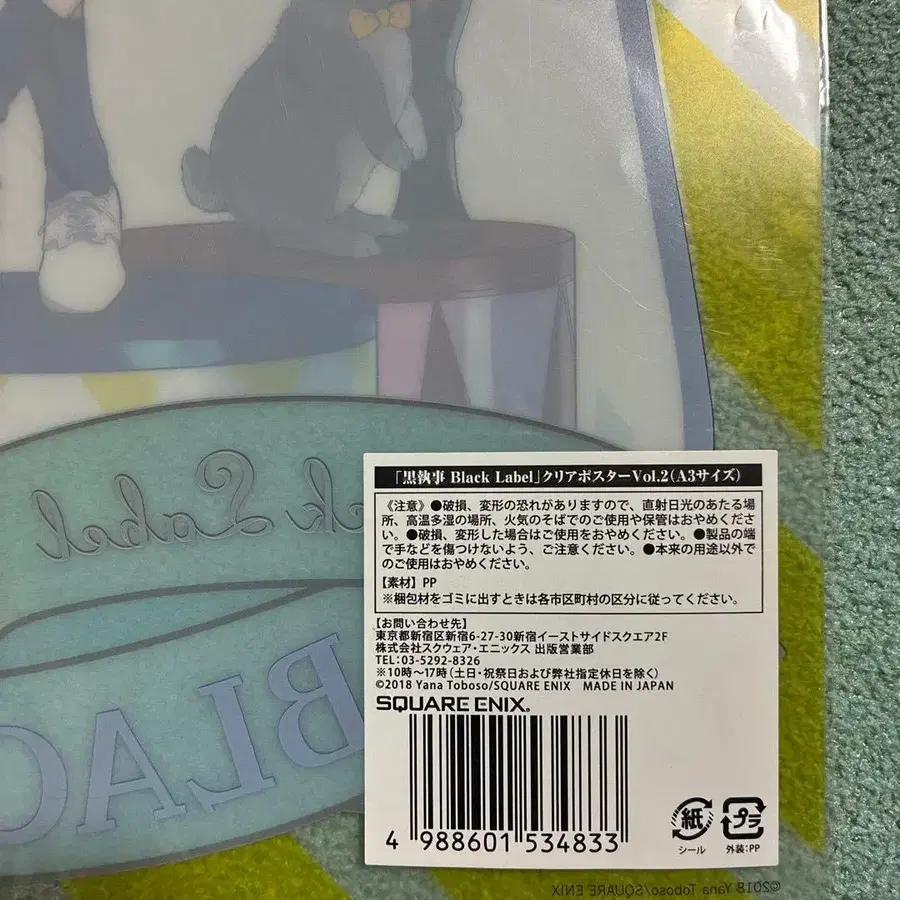 「黒執事 Black Label」クリアポスターVol.2(A3サイズ)
《注意》●破損、変形の恐れがありますので、直射日光のあたる場
所、高温多湿の場所、火気のそばでのご使用や保管はおやめくださ
い。●破損、変形した場合はご使用をおやめください。●製品の端
で手などを傷つけないよう、ご注意ください。●本来の用途以外で
のご使用はおやめください。
【素材】PP
※梱包材をゴミに出すときは各市区町村の区分に従ってください。
【お問い合わせ先】
東京都新宿区新宿6-27-30新宿イーストサイドスクエア2F
株式会社スクウェア・エニックス 出版営業部
TEL:03-5292-8326
※10時〜17時(土日・祝祭日および弊社指定休日を除く)
©2018 Yana Toboso/SQUARE ENIX MADE IN JAPAN
SQUARE ENIX.
4 988601 534833
紙
シール
プラ
外装:PP
ck Label
BLAC
©2018 Yana Toboso/SQUARE ENIX